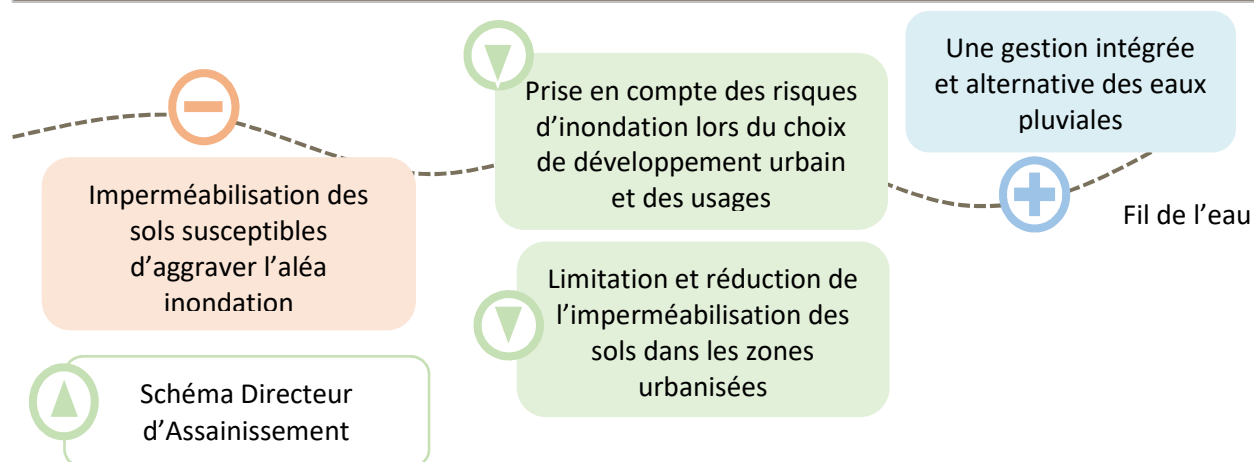 Imperméabilisation des
sols susceptibles
d’aggraver l’aléa
inondation
Schéma Directeur
d’Assainissement
Prise en compte des risques
d’inondation lors du choix
de développement urbain
et des usages
Limitation et réduction de
l’imperméabilisation des
sols dans les zones
urbanisées
Une gestion intégrée
et alternative des eaux
pluviales
Fil de l’eau